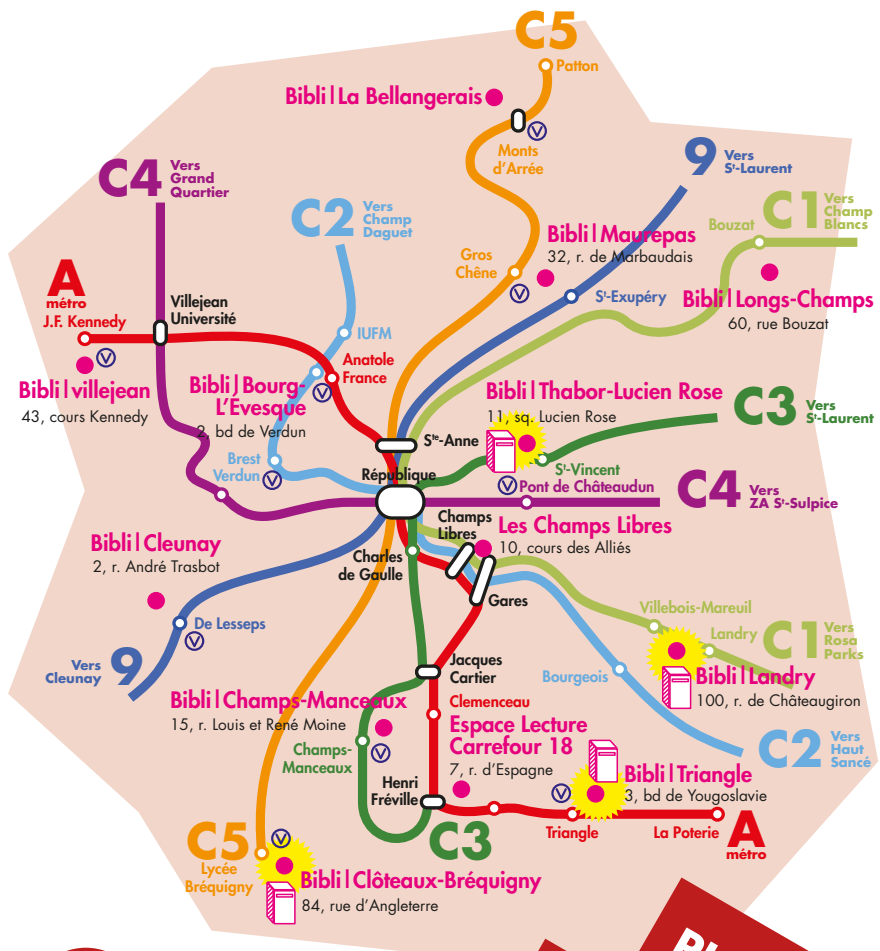 C5
Patton
Bibli | La Bellangerais
V
Monts
d'Arrée
9
Vers
St-Laurent
C4
Vers
Grand
Quartier
C2
Vers
Champ
Daguet
Bouzat
C1
Vers
Champ
Blancs
Bibli | Maurepas
32, r. de Marbaudais
Gros
Chêne
V
St-Exupéry
Bibli | Longs-Champs
60, rue Bouzat
A
métro
J.F. Kennedy
V
Villejean
Université
IUFM
Anatole
France
V
Bibli | villejean
43, cours Kennedy
Bibli | Bourg-
L'Évesque
2, bd de Verdun
Bibli | Thabor-Lucien Rose
11, sq. Lucien Rose
C3
Vers
St-Laurent
Ste-Anne
Brest
Verdun
V
République
St-Vincent
V
Pont de Châteaudun
C4
Vers
ZA St-Sulpice
Champs
Libres
Les Champs Libres
10, cours des Alliés
Bibli | Cleunay
2, r. André Trasbot
Charles
de Gaulle
Gares
De Lesseps
V
Villebois-Mareuil
Landry
C1
Vers
Rosa
Parks
Vers
Cleunay
9
Jacques
Cartier
Bourgeois
Bibli | Landry
100, r. de Châteaugiron
Bibli | Champs-Manceaux
15, r. Louis et René Moine
Clemenceau
Champs-
Manceaux
V
Espace Lecture
Carrefour 18
7, r. d'Espagne
C2
Vers
Haut
Sancé
Henri
Fréville
Bibli | Triangle
3, bd de Yougoslavie
V
C5
Lycée
Bréquigny
V
C3
Triangle
La Poterie
A
métro
Bibli | Clôteaux-Bréquigny
84, rue d'Angleterre